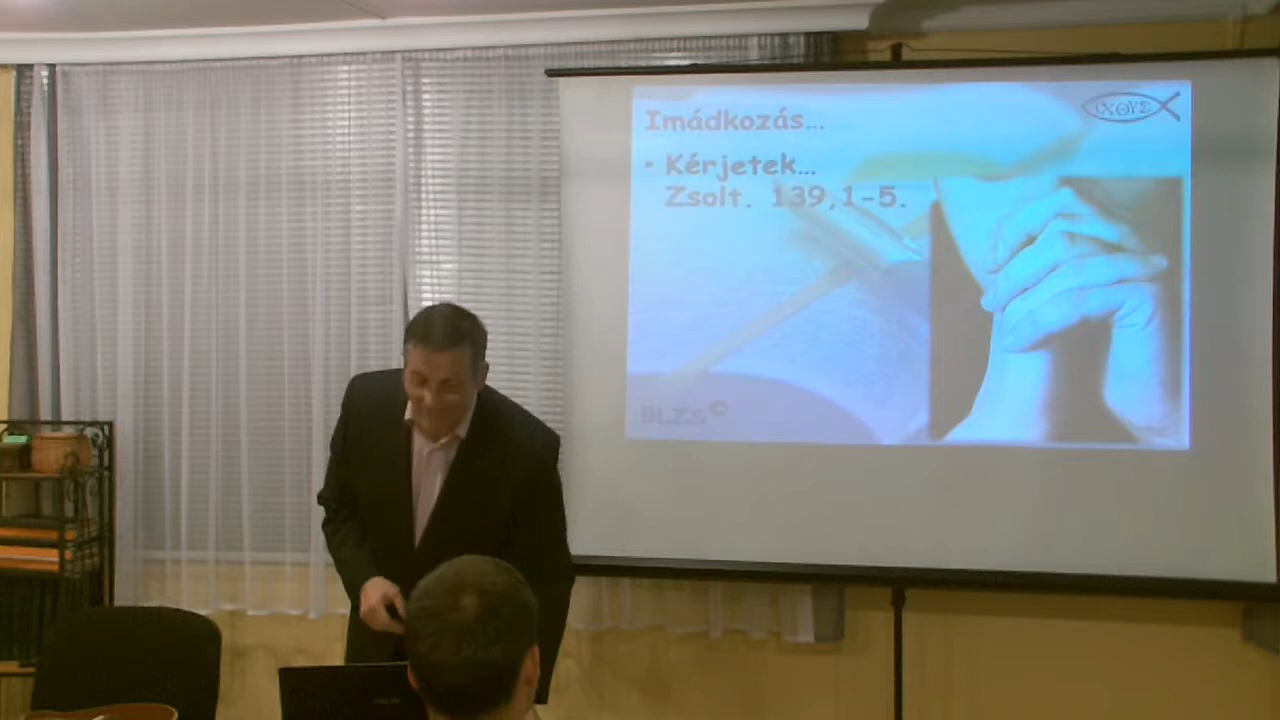 Imádkozás...
ΙΧΘΥΣ
• Kérjetek...
Zsolt. 139,1-5.
BLZS©